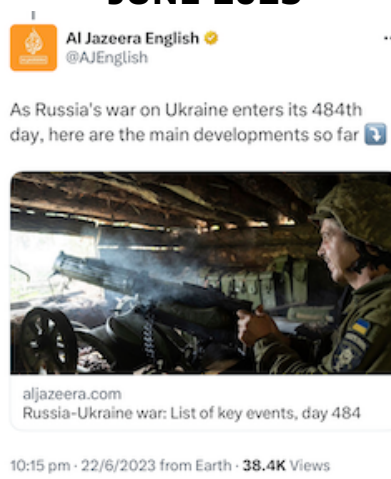 JUNE 2023
Al Jazeera English
@AJEnglish
As Russia's war on Ukraine enters its 484th
day, here are the main developments so far
aljazeera.com
Russia-Ukraine war: List of key events, day 484
10:15 pm · 22/6/2023 from Earth · 38.4K Views